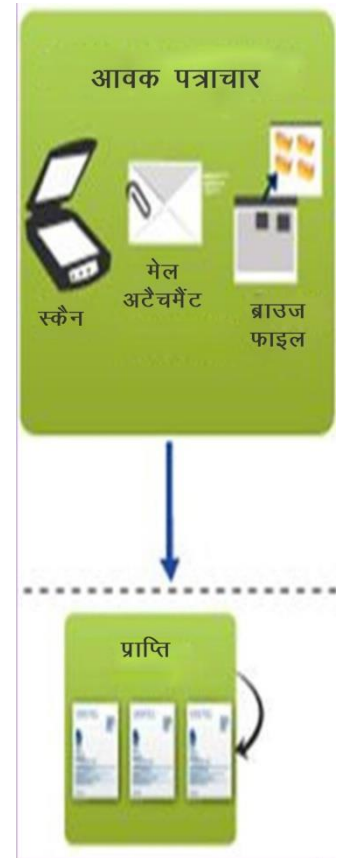 आवक पत्राचार
स्कैन
मेल
अटैचमैंट
ब्राउज
फाइल
प्राप्ति